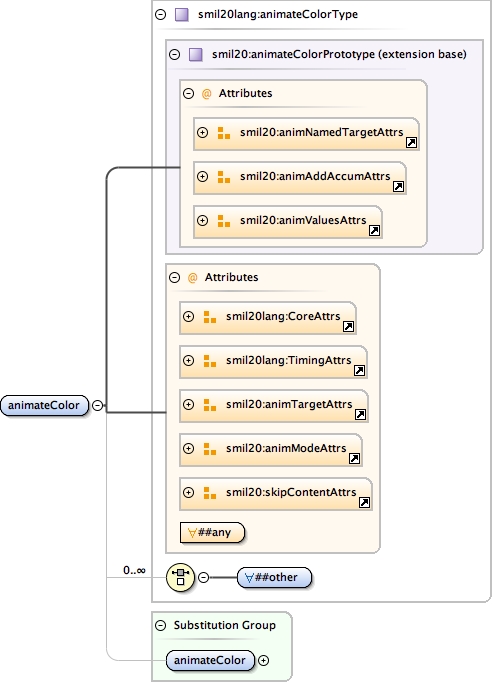 smil20lang:animateColorType
smil20:animateColorPrototype (extension base)
@ Attributes
smil20:animNamedTargetAttrs
smil20:animAddAccumAttrs
smil20:animValuesAttrs
@ Attributes
smil20lang:CoreAttrs
smil20lang:TimingAttrs
smil20:animTargetAttrs
animateColor
smil20:animModeAttrs
smil20:skipContentAttrs
∀##any
0..∞
∀##other
Substitution Group
animateColor